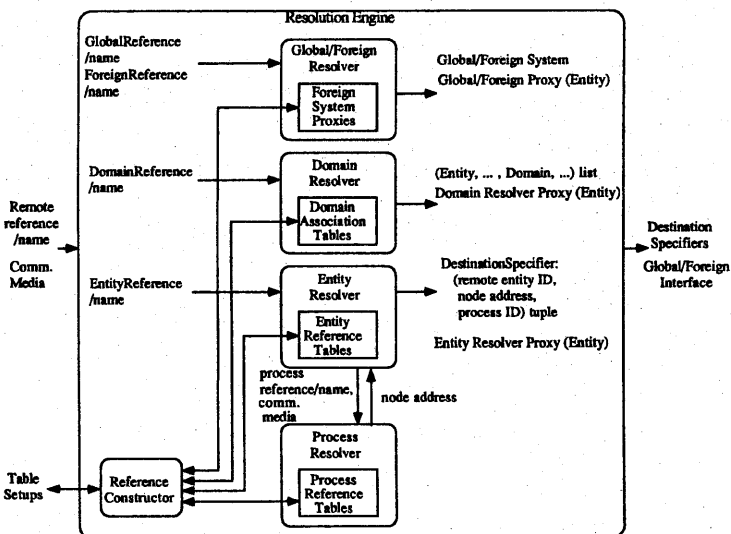 Resolution Engine
GlobalReference
/name
ForeignReference
/name
Global/Foreign
Resolver
Foreign
System
Proxies
Global/Foreign System
Global/Foreign Proxy (Entity)
DomainReference
/name
Domain
Resolver
Domain
Association
Tables
(Entity, ... , Domain, ...) list
Domain Resolver Proxy (Entity)
Remote
reference
/name
Comm.
Media
Destination
Specifiers
Global/Foreign
Interface
EntityReference
/name
Entity
Resolver
Entity
Reference
Tables
DestinationSpecifier:
(remote entity ID,
node address,
process ID) tuple
Entity Resolver Proxy (Entity)
process
reference/name,
comm.
media
node address
Process
Resolver
Process
Reference
Tables
Table
Setups
Reference
Constructor